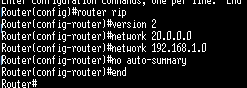 Enter configuration commands, one per line.  End
Router(config)#router rip
Router(config-router)#version 2
Router(config-router)#network 20.0.0.0
Router(config-router)#network 192.168.1.0
Router(config-router)#no auto-summary
Router(config-router)#end
Router#